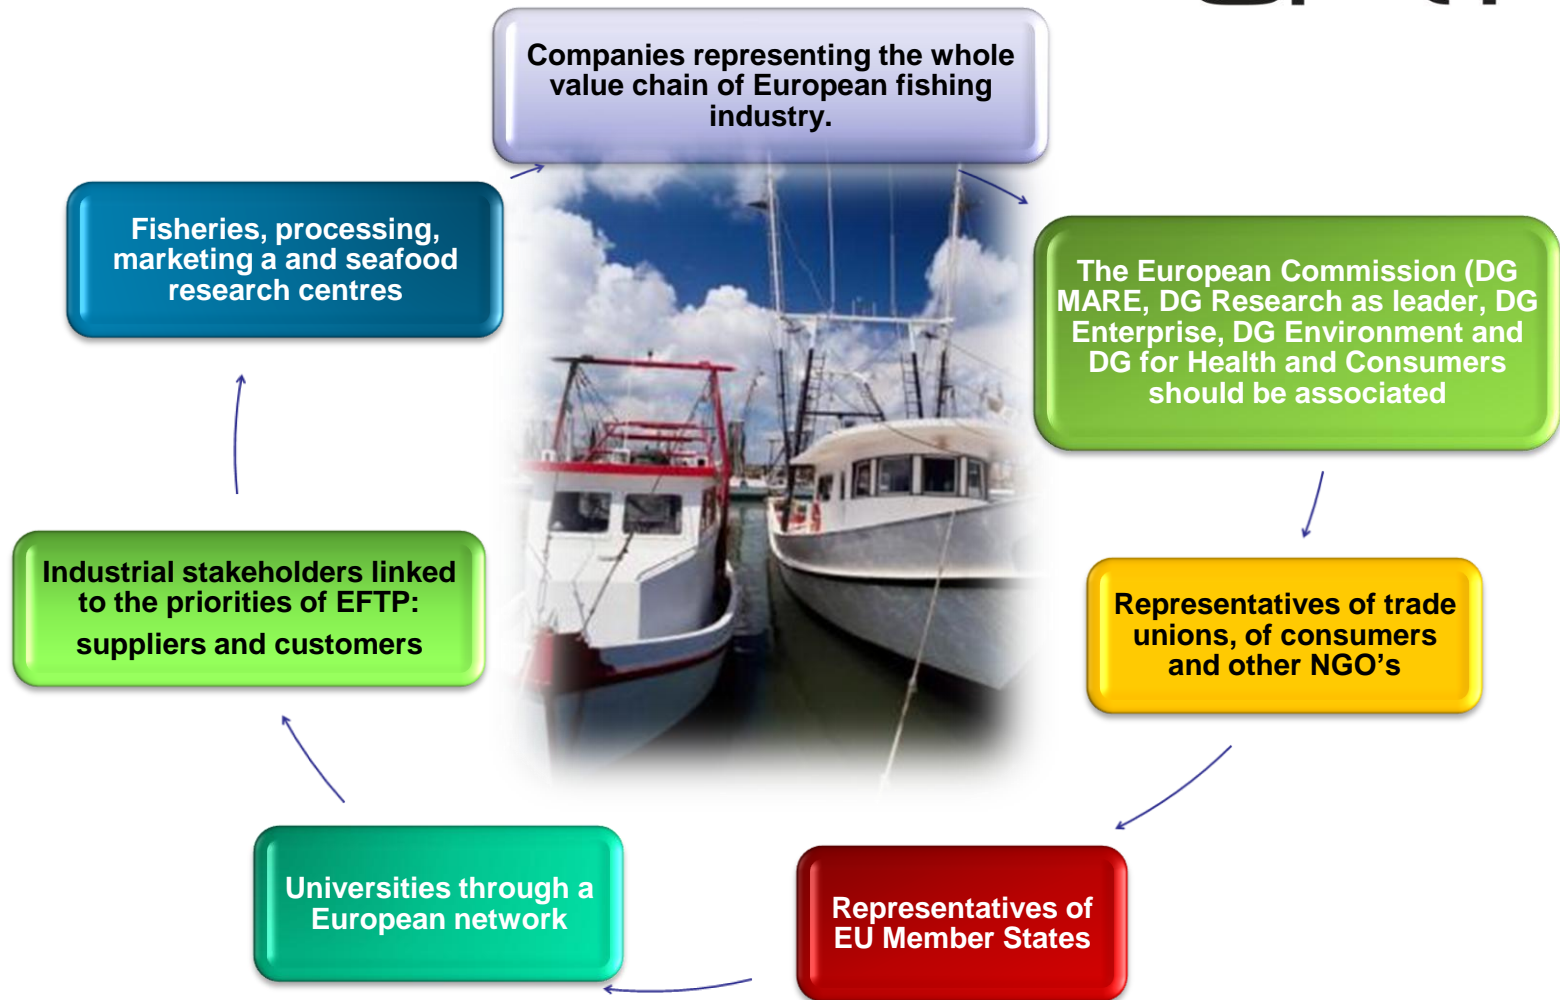 Companies representing the whole
value chain of European fishing
industry.
The European Commission (DG
MARE, DG Research as leader, DG
Enterprise, DG Environment and
DG for Health and Consumers
should be associated
Representatives of trade
unions, of consumers
and other NGO’s
Representatives of
EU Member States
Universities through a
European network
Industrial stakeholders linked
to the priorities of EFTP:
suppliers and customers
Fisheries, processing,
marketing a and seafood
research centres